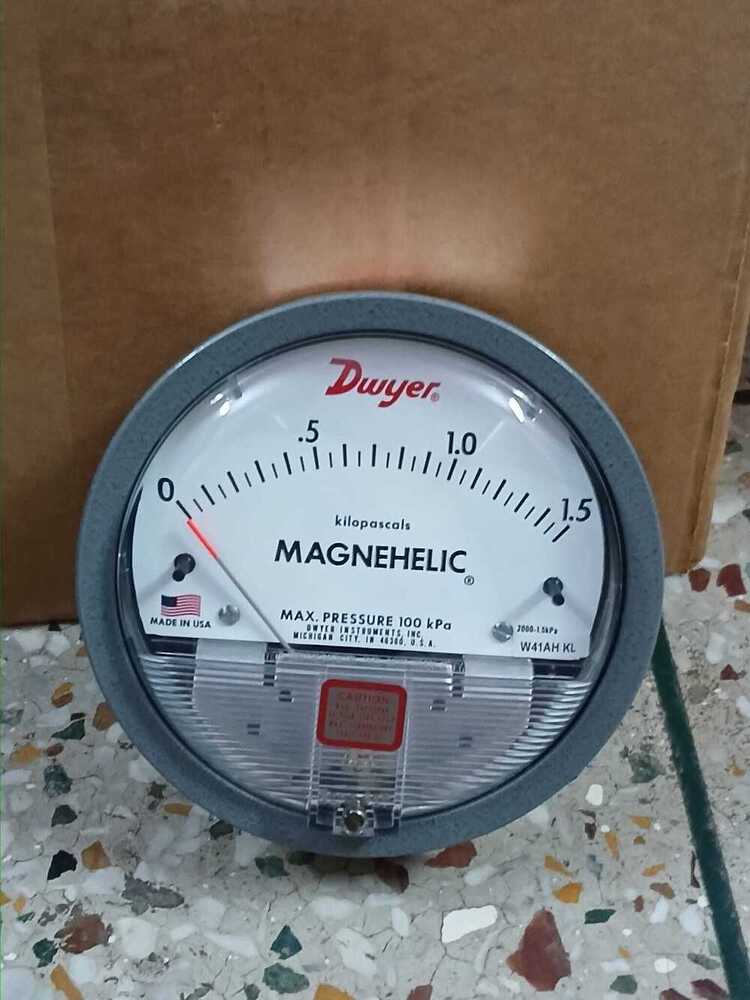 Dwyer®
0 .5 1.0 1.5
kilopascals
MAGNEHELIC®
MAX. PRESSURE 100 kPa
DWYER INSTRUMENTS, INC.
MICHIGAN CITY, IN 46360, U.S.A.
MADE IN USA
2000-1.5kPa
W41AH KL
CAUTION